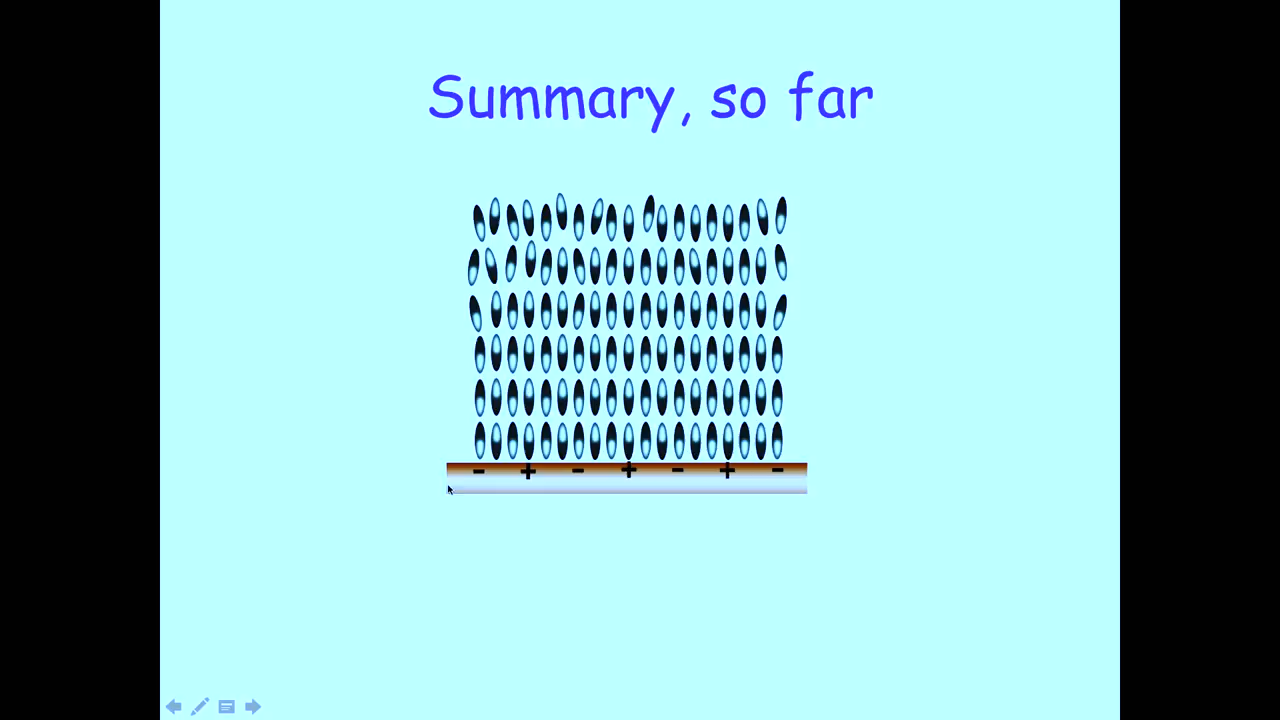 Summary, so far
- + - + - + -